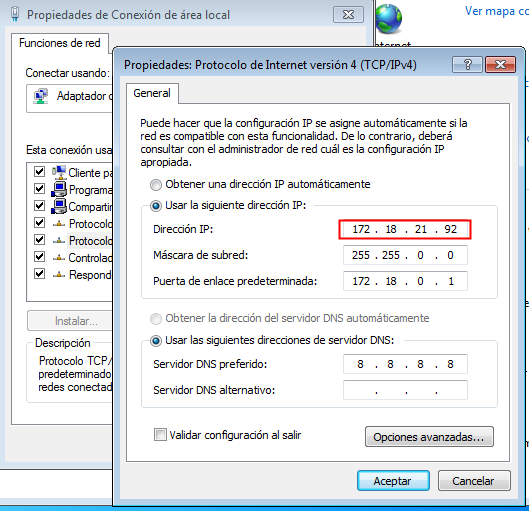 Propiedades de Conexión de área local
Ver mapa co
Funciones de red
Conectar usando:
Adaptador
Esta conexión usa
Cliente pa
Programa
Compartir
Protocolo
Protocolo
Controlad
Respond
Instalar...
Descripción
Protocolo TCP/
predeterminado
redes conectad
Propiedades: Protocolo de Internet versión 4 (TCP/IPv4)
General
Puede hacer que la configuración IP se asigne automáticamente si la
red es compatible con esta funcionalidad. De lo contrario, deberá
consultar con el administrador de red cuál es la configuración IP
apropiada.
Obtener una dirección IP automáticamente
Usar la siguiente dirección IP:
Dirección IP: 172 . 18 . 21 . 92
Máscara de subred: 255 . 255 . 0 . 0
Puerta de enlace predeterminada: 172 . 18 . 0 . 1
Obtener la dirección del servidor DNS automáticamente
Usar las siguientes direcciones de servidor DNS:
Servidor DNS preferido: 8 . 8 . 8 . 8
Servidor DNS alternativo: . . .
Validar configuración al salir
Opciones avanzadas...
Aceptar
Cancelar